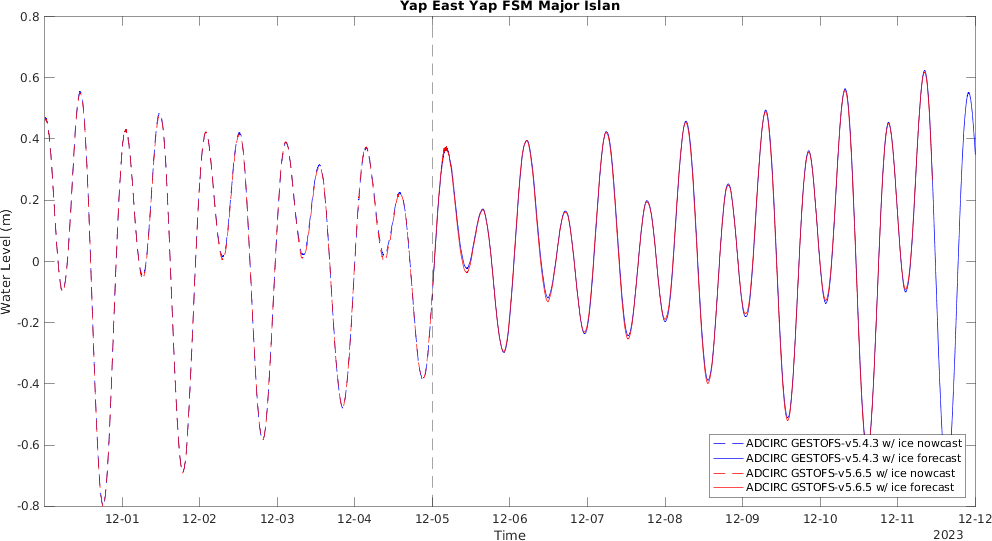 Yap East Yap FSM Major Islan
0.8
0.6
0.4
0.2
0
-0.2
-0.4
-0.6
-0.8
Water Level (m)
ADCIRC GESTOFS-v5.4.3 w/ ice nowcast
ADCIRC GESTOFS-v5.4.3 w/ ice forecast
ADCIRC GSTOFS-v5.6.5 w/ ice nowcast
ADCIRC GSTOFS-v5.6.5 w/ ice forecast
12-01 12-02 12-03 12-04 12-05 12-06 12-07 12-08 12-09 12-10 12-11 12-12
Time
2023